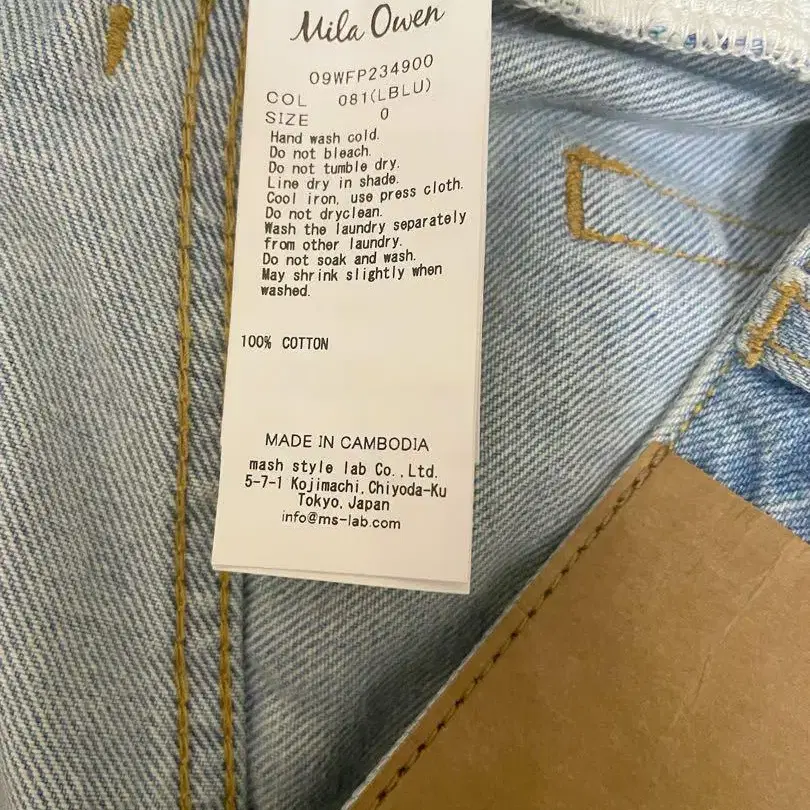 Mila Owen
09WFP234900
COL 081(LBLU)
SIZE 0
Hand wash cold.
Do not bleach.
Do not tumble dry.
Line dry in shade.
Cool iron, use press cloth.
Do not dryclean.
Wash the laundry separately
from other laundry.
Do not soak and wash.
May shrink slightly when
washed.
100% COTTON
MADE IN CAMBODIA
mash style lab Co.,Ltd.
5-7-1 Kojimachi,Chiyoda-Ku
Tokyo,Japan
info@ms-lab.com